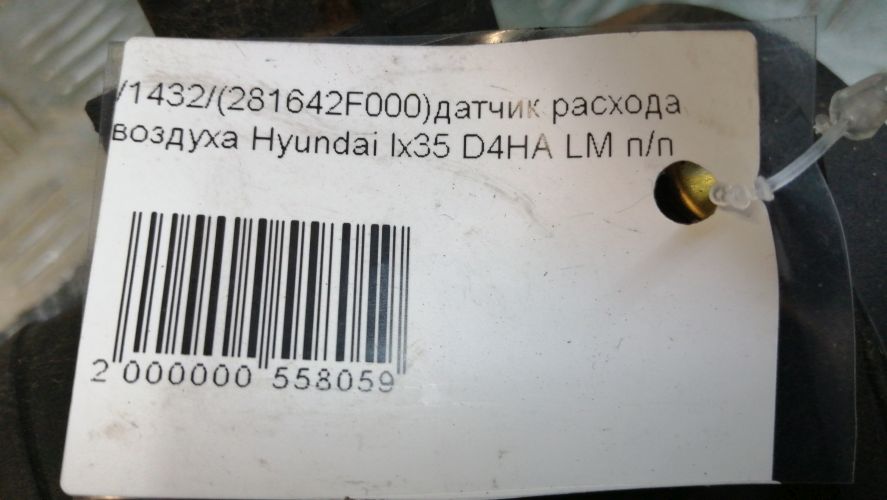 /1432/(281642F000)датчик расхода
воздуха Hyundai Ix35 D4HA LM п/п
2 000000 558059